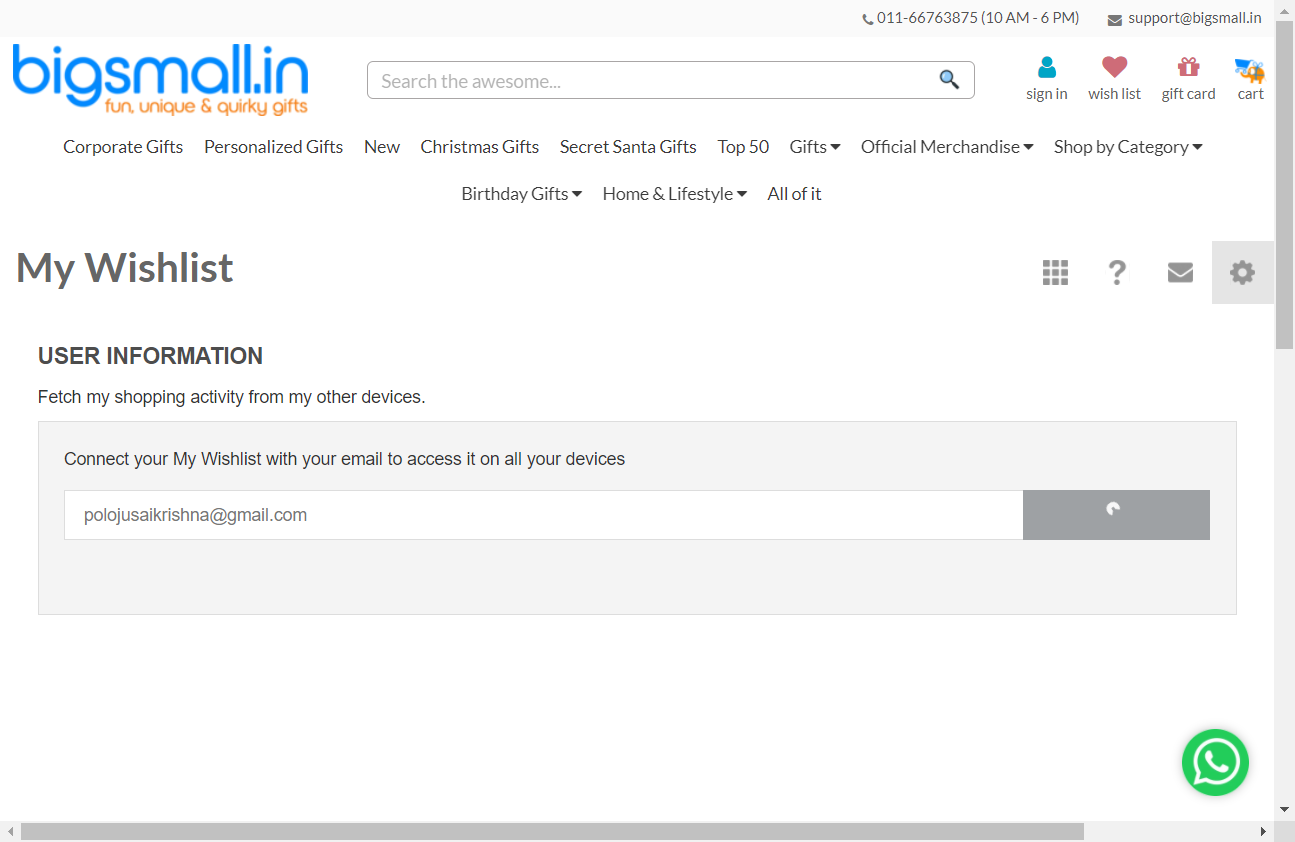 011-66763875 (10 AM - 6 PM) support@bigsmall.in
bigsmall.in
fun, unique & quirky gifts
Search the awesome...
sign in wish list gift card cart
Corporate Gifts Personalized Gifts New Christmas Gifts Secret Santa Gifts Top 50 Gifts Official Merchandise Shop by Category
Birthday Gifts Home & Lifestyle All of it
My Wishlist
?
USER INFORMATION
Fetch my shopping activity from my other devices.
Connect your My Wishlist with your email to access it on all your devices
polojusaikrishna@gmail.com